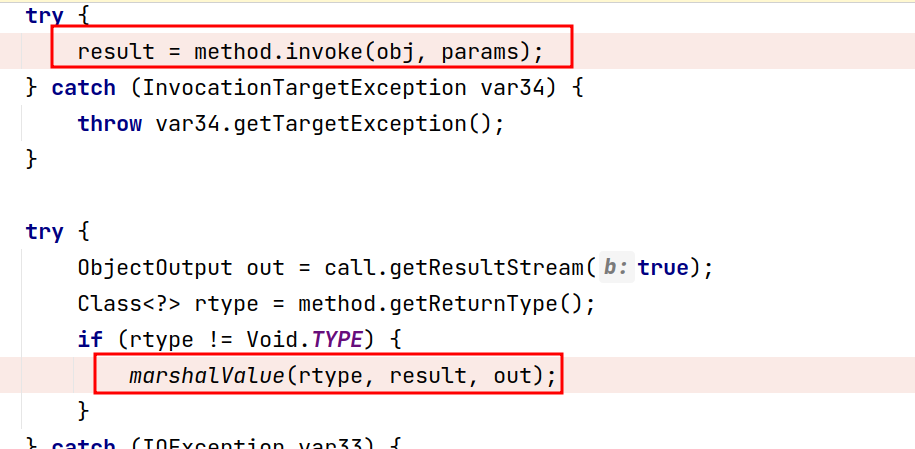 try {
result = method.invoke(obj, params);
} catch (InvocationTargetException var34) {
throw var34.getTargetException();
}
try {
ObjectOutput out = call.getResultStream( b: true);
Class<?> rtype = method.getReturnType();
if (rtype != Void.TYPE) {
marshalValue(rtype, result, out);
}
} catch (IOException var33) {